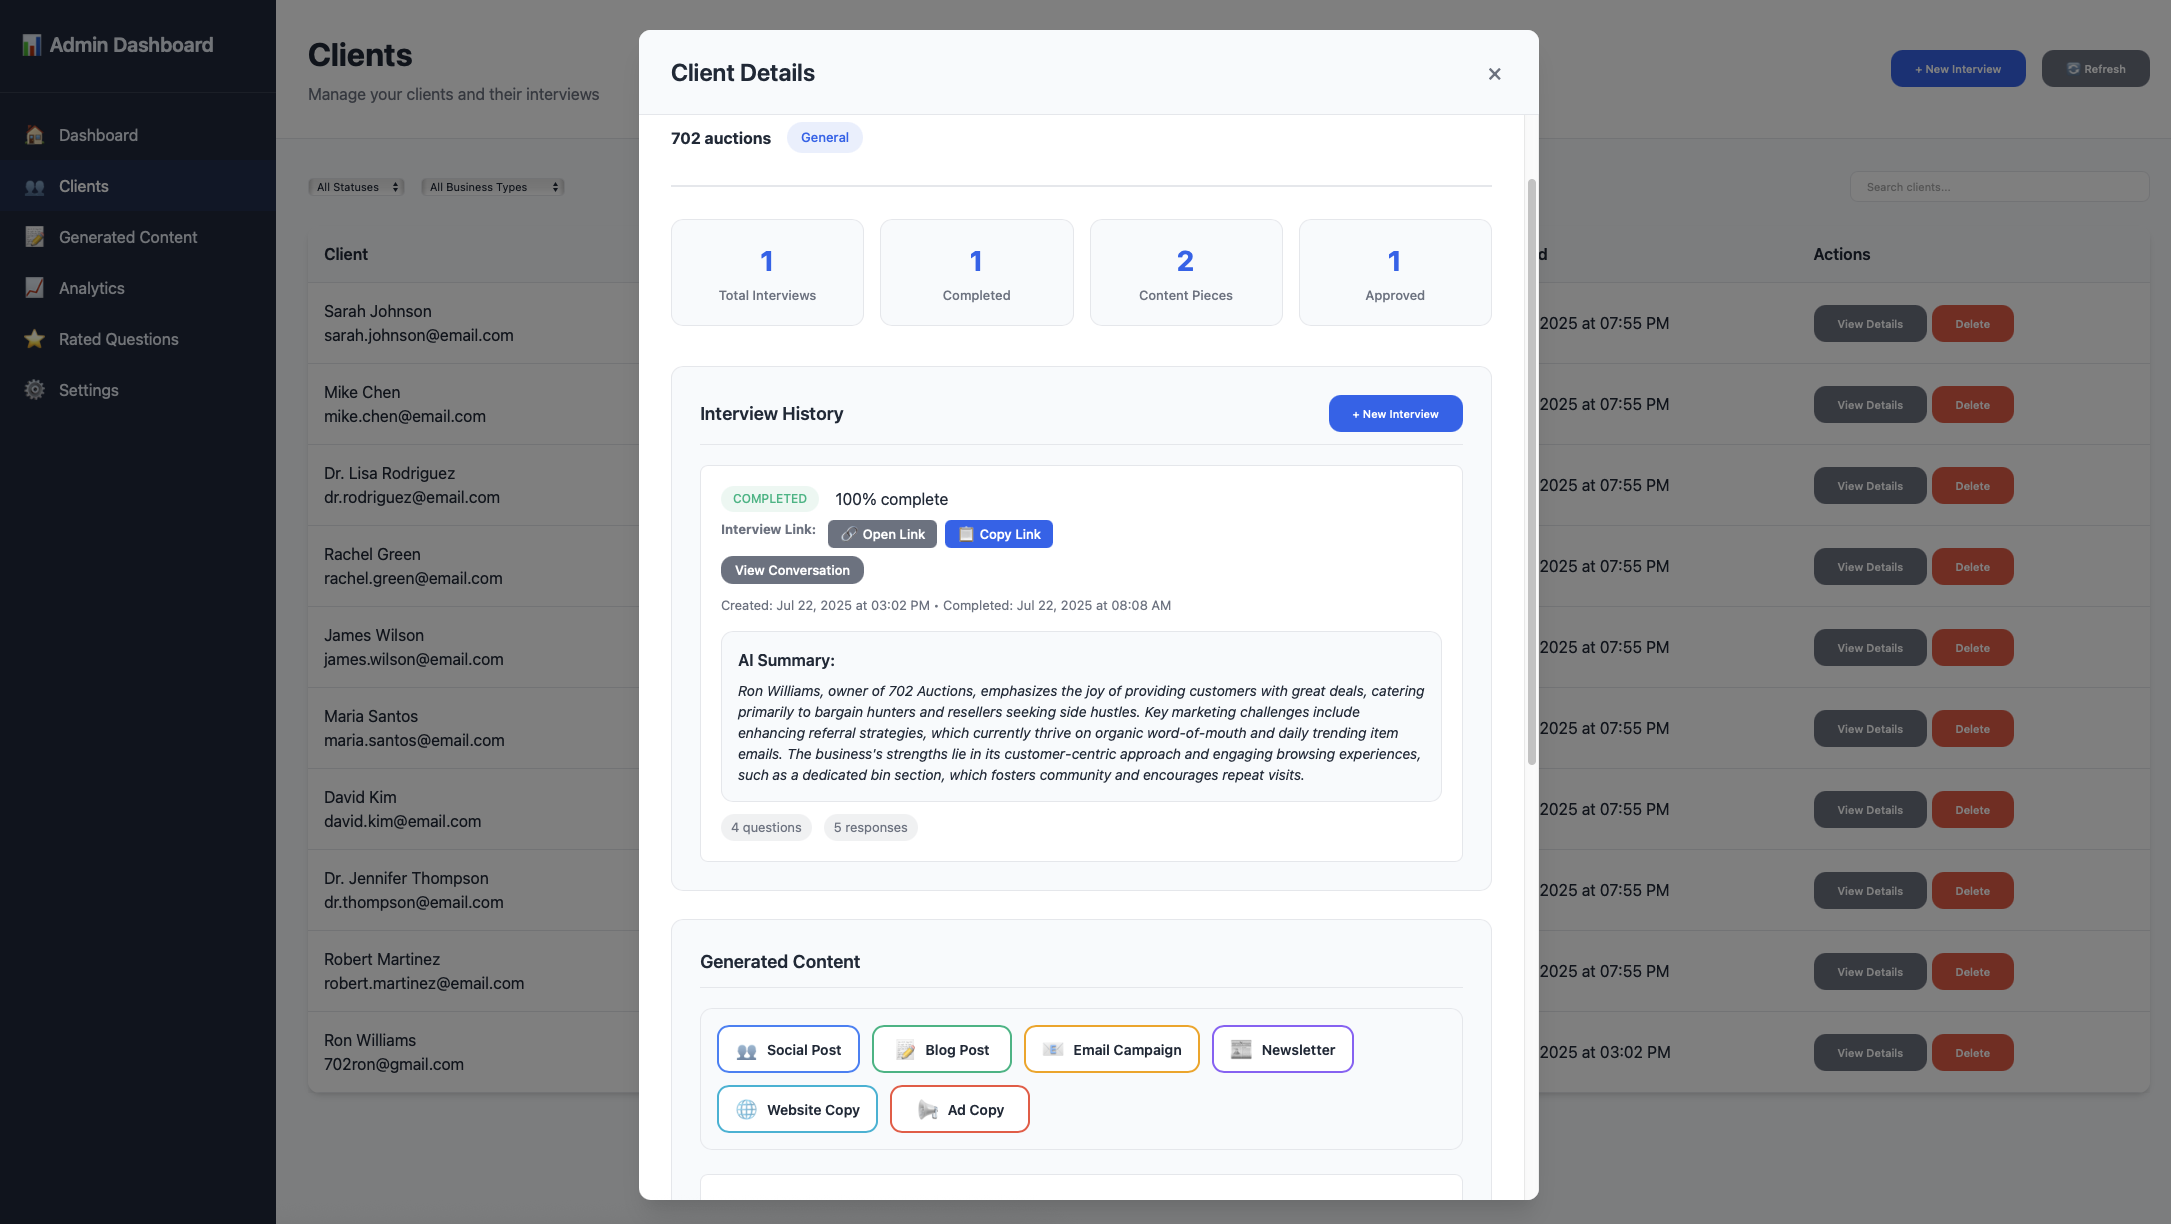 Admin Dashboard
Dashboard
Clients
Generated Content
Analytics
Rated Questions
Settings
Clients
Manage your clients and their interviews
+ New Interview
Refresh
All Statuses
All Business Types
Search clients...
Client
d
Actions
Sarah Johnson
sarah.johnson@email.com
2025 at 07:55 PM
View Details
Delete
Mike Chen
mike.chen@email.com
2025 at 07:55 PM
View Details
Delete
Dr. Lisa Rodriguez
dr.rodriguez@email.com
2025 at 07:55 PM
View Details
Delete
Rachel Green
rachel.green@email.com
2025 at 07:55 PM
View Details
Delete
James Wilson
james.wilson@email.com
2025 at 07:55 PM
View Details
Delete
Maria Santos
maria.santos@email.com
2025 at 07:55 PM
View Details
Delete
David Kim
david.kim@email.com
2025 at 07:55 PM
View Details
Delete
Dr. Jennifer Thompson
dr.thompson@email.com
2025 at 07:55 PM
View Details
Delete
Robert Martinez
robert.martinez@email.com
2025 at 07:55 PM
View Details
Delete
Ron Williams
702ron@gmail.com
2025 at 03:02 PM
View Details
Delete
Client Details
×
702 auctions
General
1
Total Interviews
1
Completed
2
Content Pieces
1
Approved
Interview History
+ New Interview
COMPLETED
100% complete
Interview Link:
Open Link
Copy Link
View Conversation
Created: Jul 22, 2025 at 03:02 PM • Completed: Jul 22, 2025 at 08:08 AM
AI Summary:
Ron Williams, owner of 702 Auctions, emphasizes the joy of providing customers with great deals, catering
primarily to bargain hunters and resellers seeking side hustles. Key marketing challenges include
enhancing referral strategies, which currently thrive on organic word-of-mouth and daily trending item
emails. The business's strengths lie in its customer-centric approach and engaging browsing experiences,
such as a dedicated bin section, which fosters community and encourages repeat visits.
4 questions
5 responses
Generated Content
Social Post
Blog Post
Email Campaign
Newsletter
Website Copy
Ad Copy